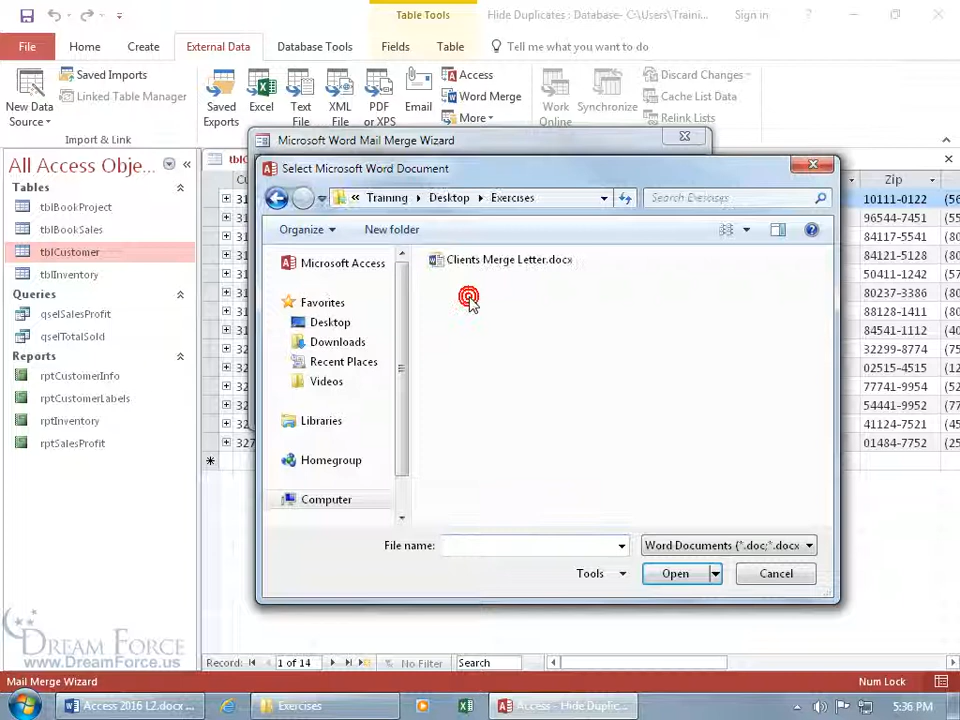 Table Tools
Hide Duplicates : Database- C:\Users\Traini...
Sign in
File
Home
Create
External Data
Database Tools
Fields
Table
Tell me what you want to do
New Data
Source
Saved Imports
Linked Table Manager
Import & Link
Saved
Exports
Excel
Text
File
XML
File
PDF
or XPS
Email
Access
Word Merge
More
Work
Online
Synchronize
Discard Changes
Cache List Data
Relink Lists
All Access Obje...
Tables
tblBookProject
tblBookSales
tblCustomer
tblInventory
Queries
qselSalesProfit
qselTotalSold
Reports
rptCustomerInfo
rptCustomerLabels
rptInventory
rptSalesProfit
Microsoft Word Mail Merge Wizard
Select Microsoft Word Document
« Training
Desktop
Exercises
Search Exercises
Organize
New folder
Microsoft Access
Favorites
Desktop
Downloads
Recent Places
Videos
Libraries
Homegroup
Computer
Clients Merge Letter.docx
File name:
Word Documents (*.doc;*.docx
Tools
Open
Cancel
Zip
10111-0122
96544-7451
84117-5541
84121-5128
50411-1242
80237-3386
88128-1411
84541-1112
32299-8774
02515-4515
77741-9954
54441-9952
41124-7521
01484-7752
DREAM FORCE
www.DreamForce.us
Record:
1 of 14
No Filter
Search
Mail Merge Wizard
Num Lock
Access 2016 L2.docx ...
Exercises
Access - Hide Duplic...
5:36 PM